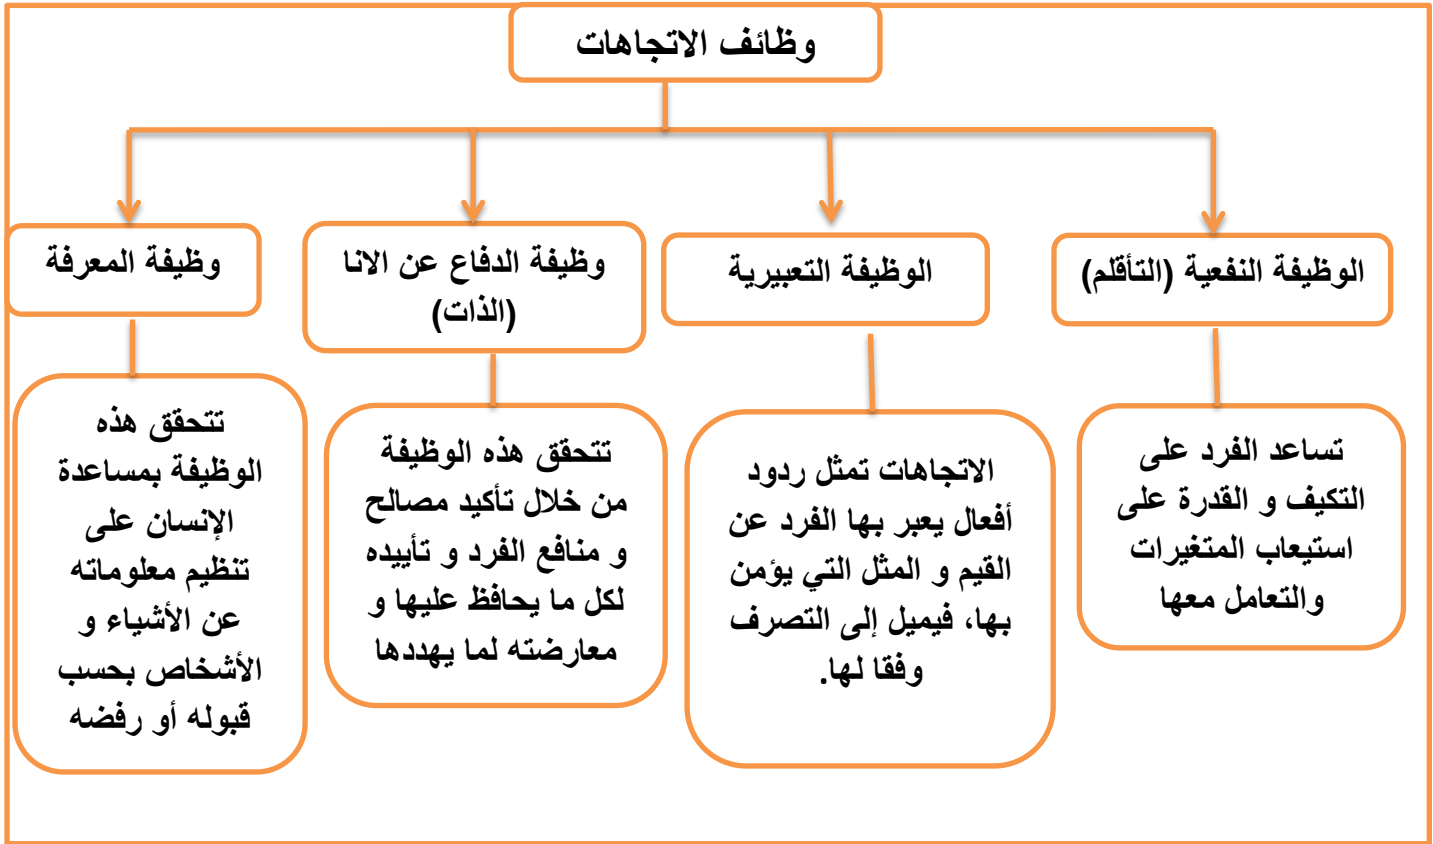 وظائف الاتجاهات
الوظيفة النفعية (التأقلم)
الوظيفة التعبيرية
وظيفة الدفاع عن الانا
(الذات)
وظيفة المعرفة
تساعد الفرد على
التكيف و القدرة على
استيعاب المتغيرات
والتعامل معها
الاتجاهات تمثل ردود
أفعال يعبر بها الفرد عن
القيم و المثل التي يؤمن
بها، فيميل إلى التصرف
وفقا لها.
تتحقق هذه الوظيفة
من خلال تأكيد مصالح
و منافع الفرد و تأييده
لكل ما يحافظ عليها و
معارضته لما يهددها
تتحقق هذه
الوظيفة بمساعدة
الإنسان على
تنظيم معلوماته
عن الأشياء و
الأشخاص بحسب
قبوله أو رفضه